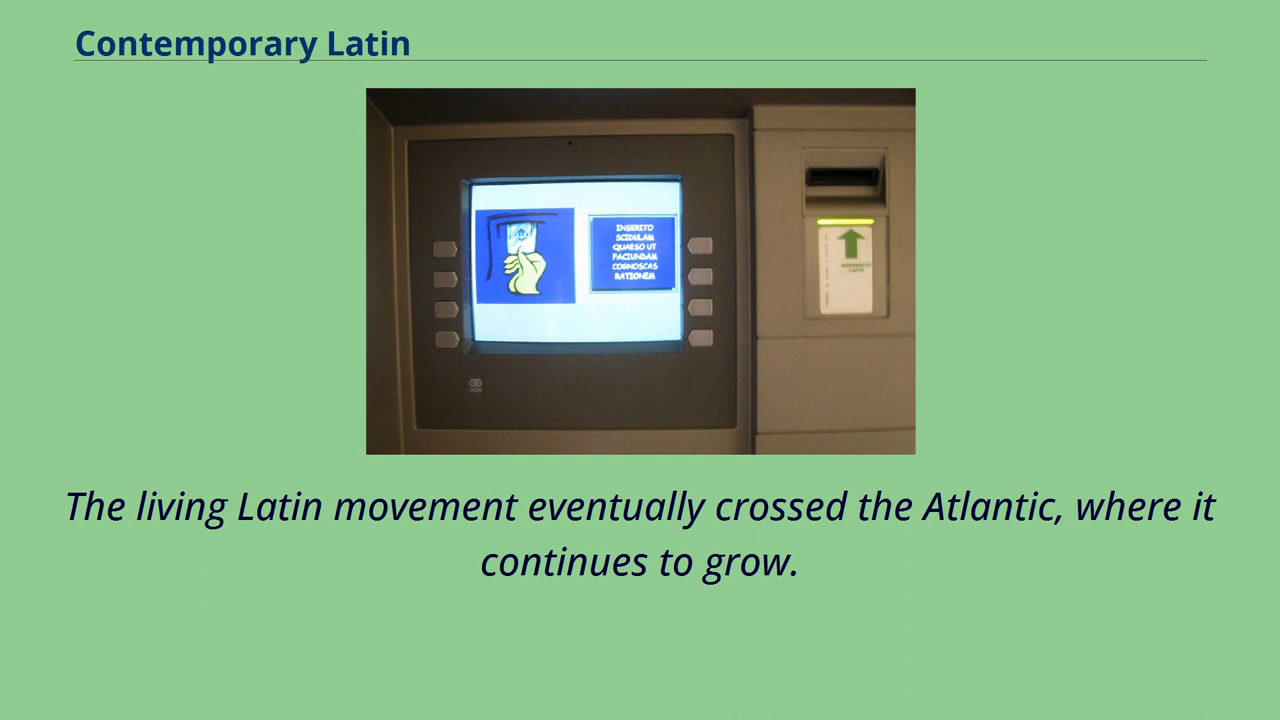 Contemporary Latin
INSERITO
SCIDULAM
QUAESO UT
FACIUNDAM
COGNOSCAS
RATIONEM
The living Latin movement eventually crossed the Atlantic, where it
continues to grow.